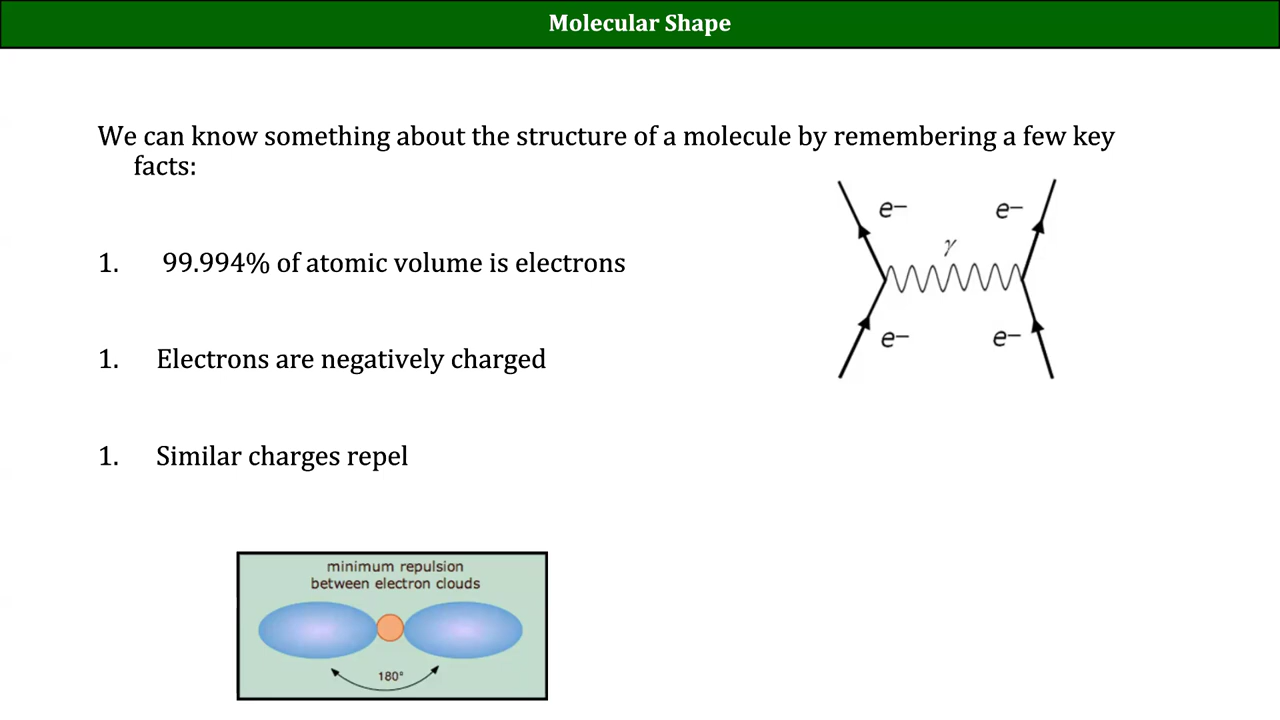 Molecular Shape
We can know something about the structure of a molecule by remembering a few key
facts:
e− e−
γ
1. 99.994% of atomic volume is electrons
e− e−
1. Electrons are negatively charged
1. Similar charges repel
minimum repulsion
between electron clouds
180°